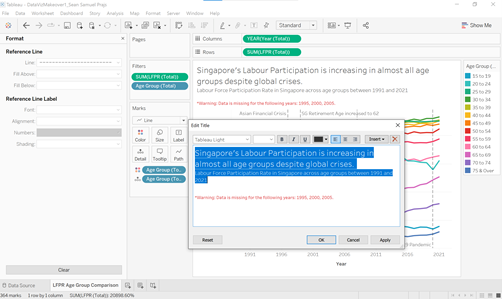 Tableau - DataVizMakeover1_Sean Samuel Prajs
File Data Worksheet Dashboard Story Analysis Map Format Server Window Help
Standard
Show Me
Format
Reference Line
Line:
Fill Above:
Fill Below:
Reference Line Label
Font:
Alignment:
Numbers:
Shading:
Clear
Pages
Filters
SUM(LFPR (Total))
Age Group (Total)
Marks
Line
Color
Size
Label
Detail
Tooltip
Path
Age Group (To..
Age Group (To..
Columns
YEAR(Year (Total))
Rows
SUM(LFPR (Total))
Singapore's Labour Participation is increasing in almost all age
groups despite global crises.
Labour Force Participation Rate in Singapore across age groups between 1991 and 2021
*Warning: Data is missing for the following years: 1995, 2000, 2005.
Asian Financial Crisis
SG Retirement Age increased to 62
Edit Title
Tableau Light
B I U
Insert
Singapore's Labour Participation is increasing in
almost all age groups despite global crises.
Labour Force Participation Rate in Singapore across age groups between 1991 and
2021
*Warning: Data is missing for the following years: 1995, 2000, 2005.
Reset
OK
Cancel
Apply
Pandemic
1991
1996
2001
2006
2011
2016
2021
Year
Age Group (
15 to 19
20 to 24
25 to 29
30 to 34
35 to 39
40 to 44
45 to 49
50 to 54
55 to 59
60 to 64
65 to 69
70 to 74
75 & Over
Data Source
LFPR Age Group Comparison
364 marks
1 row by 1 column
SUM(LFPR (Total)): 20898.60%